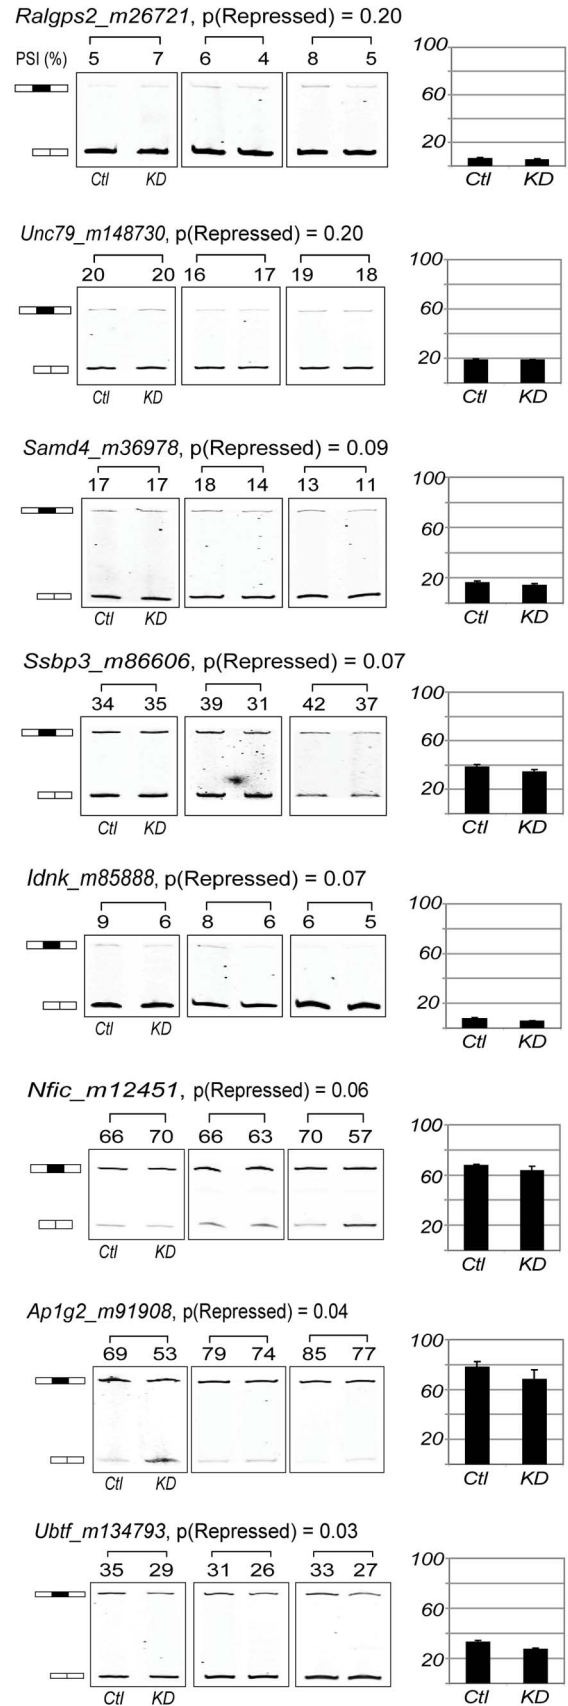 Ralgps2_m26721, p(Repressed) = 0.20
PSI (%) 5 7 6 4 8 5
100
60
20
Ctl KD Ctl KD
Unc79_m148730, p(Repressed) = 0.20
20 20 16 17 19 18
100
60
20
Ctl KD Ctl KD
Samd4_m36978, p(Repressed) = 0.09
17 17 18 14 13 11
100
60
20
Ctl KD Ctl KD
Ssbp3_m86606, p(Repressed) = 0.07
34 35 39 31 42 37
100
60
20
Ctl KD Ctl KD
Idnk_m85888, p(Repressed) = 0.07
9 6 8 6 6 5
100
60
20
Ctl KD Ctl KD
Nfic_m12451, p(Repressed) = 0.06
66 70 66 63 70 57
100
60
20
Ctl KD Ctl KD
Ap1g2_m91908, p(Repressed) = 0.04
69 53 79 74 85 77
100
60
20
Ctl KD Ctl KD
Ubtf_m134793, p(Repressed) = 0.03
35 29 31 26 33 27
100
60
20
Ctl KD Ctl KD